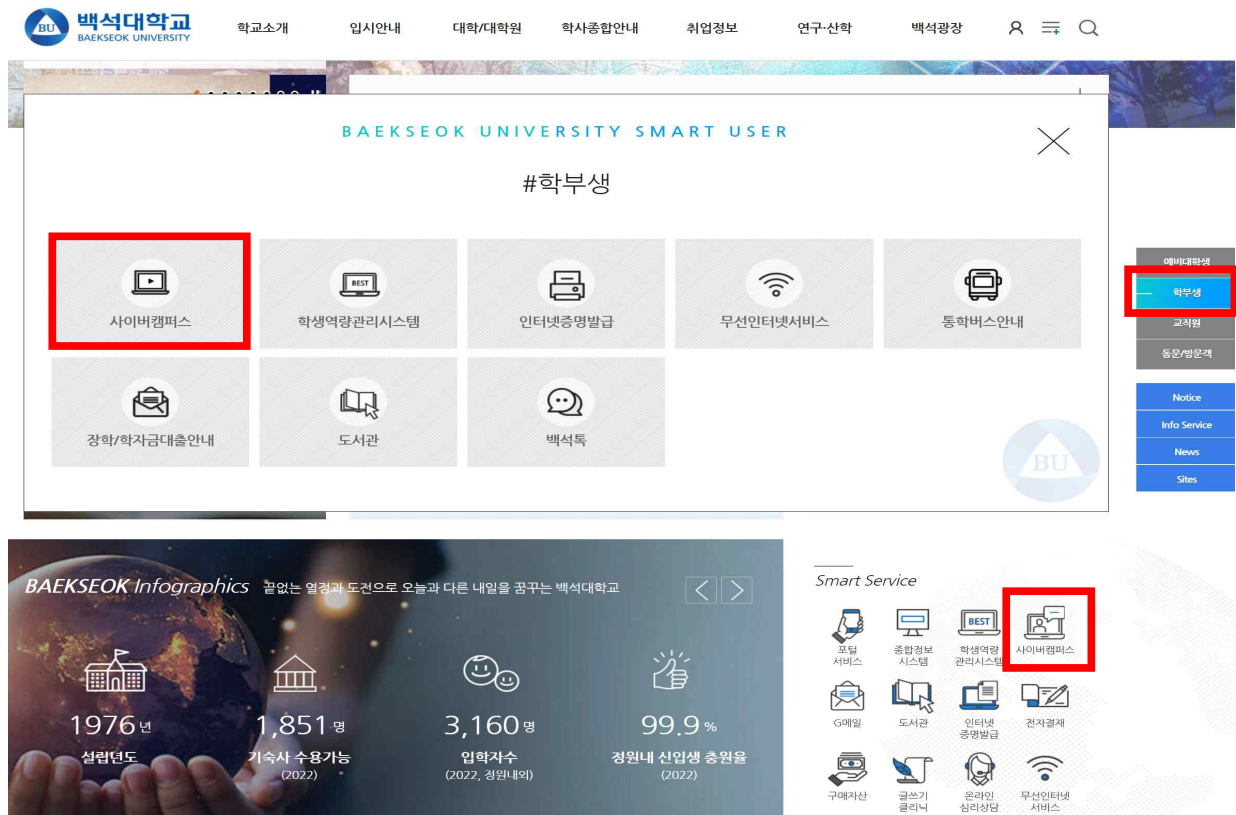 BU 백석대학교
BAEKSEOK UNIVERSITY
학교소개 입시안내 대학/대학원 학사종합안내 취업정보 연구·산학 백석광장
BAEKSEOK UNIVERSITY SMART USER
#학부생
사이버캠퍼스
BEST
학생역량관리시스템
인터넷증명발급
무선인터넷서비스
통학버스안내
장학/학자금대출안내
도서관
백석톡
BU
예비대학생
학부생
교직원
동문/방문객
Notice
Info Service
News
Sites
BAEKSEOK Infographics 끝없는 열정과 도전으로 오늘과 다른 내일을 꿈꾸는 백석대학교
1976 년
설립년도
1,851 명
기숙사 수용가능
(2022)
3,160 명
입학자수
(2022, 정원내외)
99.9 %
정원내 신입생 충원율
(2022)
Smart Service
포털
서비스
종합정보
시스템
BEST
학생역량
관리시스템
사이버캠퍼스
G메일
도서관
인터넷
증명발급
전자결재
구매자산
글쓰기
클리닉
온라인
심리상담
무선인터넷
서비스